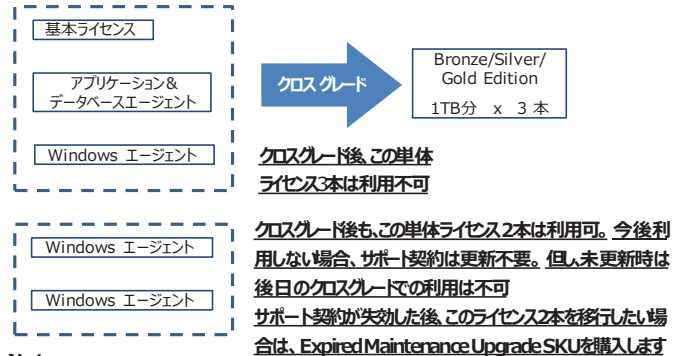 基本ライセンス
アプリケーション&
データベースエージェント
Windows エージェント
クロスグレード
Bronze/Silver/
Gold Edition
1TB分 x 3 本
クロスグレード後、この単体
ライセンス3本は利用不可
Windows エージェント
Windows エージェント
クロスグレード後も、この単体ライセンス2本は利用可。今後利
用しない場合、サポート契約は更新不要。但し、未更新時は
後日のクロスグレードでの利用は不可
サポート契約が失効した後、このライセンス2本を移行したい場
合は、Expired Maintenance Upgrade SKUを購入します